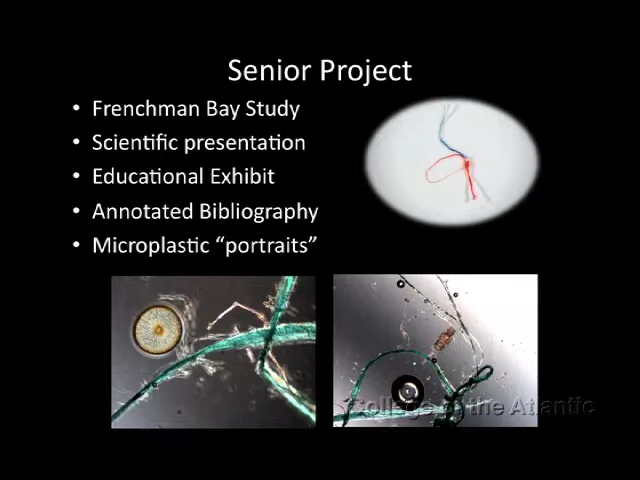 Senior Project
• Frenchman Bay Study
• Scientific presentation
• Educational Exhibit
• Annotated Bibliography
• Microplastic “portraits”
College of the Atlantic